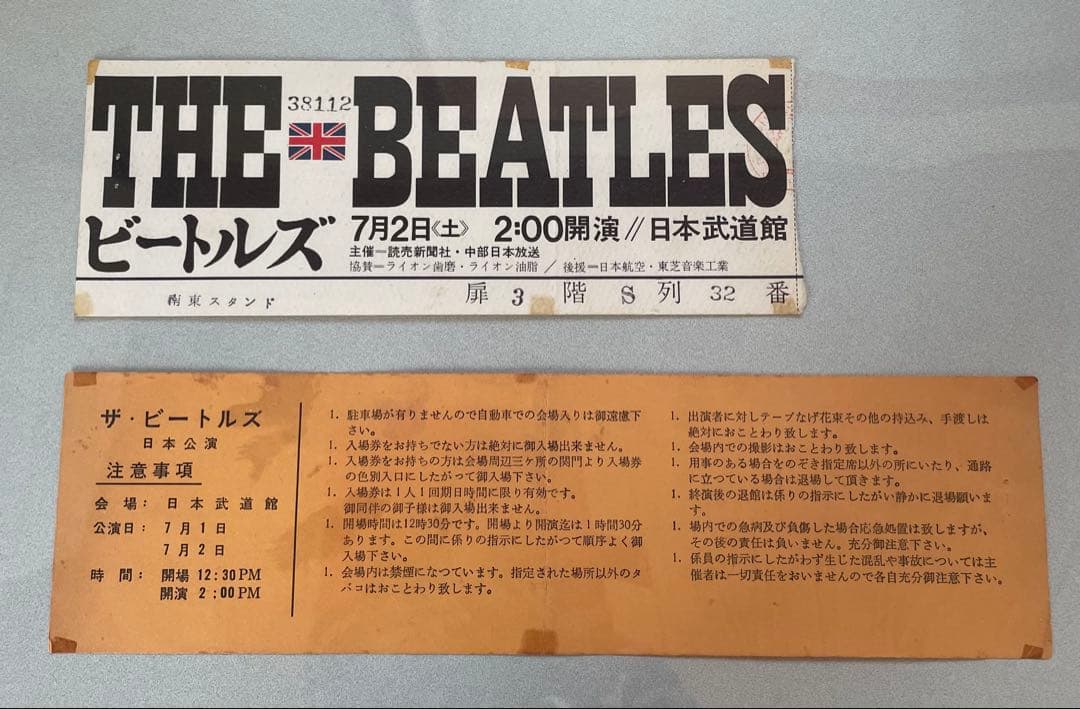 THE BEATLES
38112
ビートルズ
7月2日《土》 2:00開演 // 日本武道館
主催=読売新聞社・中部日本放送
協賛=ライオン歯磨・ライオン油脂 / 後援=日本航空・東芝音楽工業
南東スタンド 扉 3 階 S 列 32 番
ザ・ビートルズ
日本公演
注意事項
会場: 日本武道館
公演日: 7月1日
7月2日
時間: 開場 12:30PM
開演 2:00PM
1. 駐車場が有りませんので自動車での会場入りは御遠慮下
さい。
1. 入場券をお持ちでない方は絶対に御入場出来ません。
1. 入場券をお持ちの方は会場周辺三ヶ所の関門より入場券
の色別入口にしたがって御入場下さい。
1. 入場券は1人1回期日時間に限り有効です。
御同伴の御子様は御入場出来ません。
1. 開場時間は12時30分です。開場より開演迄は1時間30分
あります。この間に係りの指示にしたがつて順序よく御
入場下さい。
1. 会場内は禁煙になつています。指定された場所以外のタ
バコはおことわり致します。
1. 出演者に対しテープなげ花束その他の持込み、手渡しは
絶対におことわり致します。
1. 会場内での撮影はおことわり致します。
1. 用事のある場合をのぞき指定席以外の所にいたり、通路
に立つている場合は退場して頂きます。
1. 終演後の退館は係りの指示にしたがい静かに退場願いま
す。
1. 場内での急病及び負傷した場合応急処置は致しますが、
その後の責任は負いません。充分御注意下さい。
1. 係員の指示にしたがわず生じた混乱や事故については主
催者は一切責任をおいませんので各自充分御注意下さい。